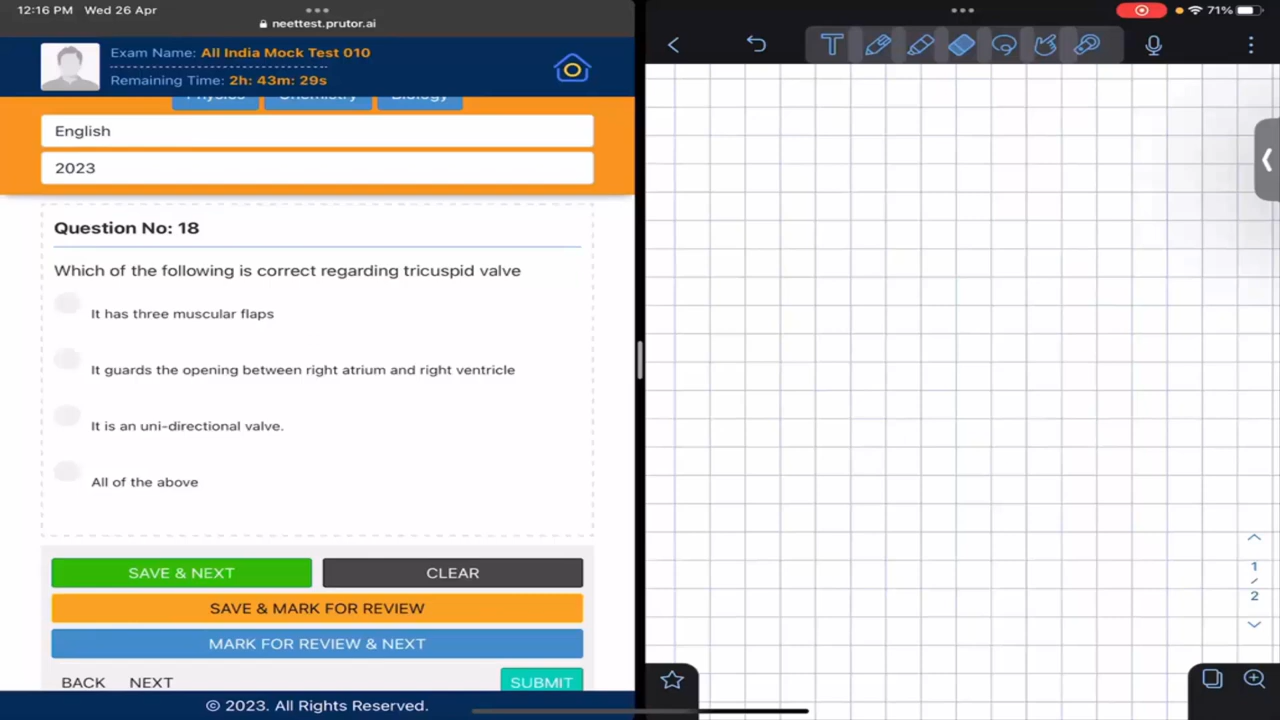 12:16 PM Wed 26 Apr
neettest.prutor.ai
71%
Exam Name: All India Mock Test 010
Remaining Time: 2h: 43m: 29s
Physics Chemistry Biology
English
2023
Question No: 18
Which of the following is correct regarding tricuspid valve
It has three muscular flaps
It guards the opening between right atrium and right ventricle
It is an uni-directional valve.
All of the above
SAVE & NEXT CLEAR
SAVE & MARK FOR REVIEW
MARK FOR REVIEW & NEXT
BACK NEXT SUBMIT
© 2023. All Rights Reserved.
T
1
/
2